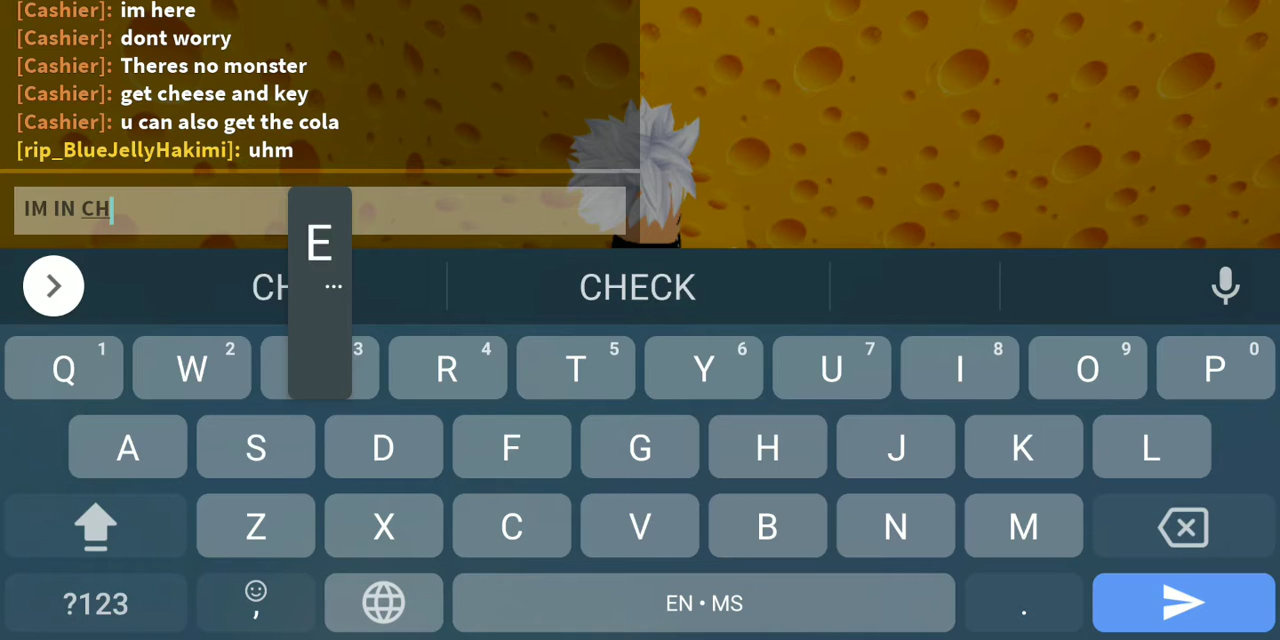 [Cashier]: im here
[Cashier]: dont worry
[Cashier]: Theres no monster
[Cashier]: get cheese and key
[Cashier]: u can also get the cola
[rip_BlueJellyHakimi]: uhm
IM IN CH
E
...
CH CHECK
Q 1 W 2 3 R 4 T 5 Y 6 U 7 I 8 O 9 P 0
A S D F G H J K L
Z X C V B N M
?123 , EN • MS .